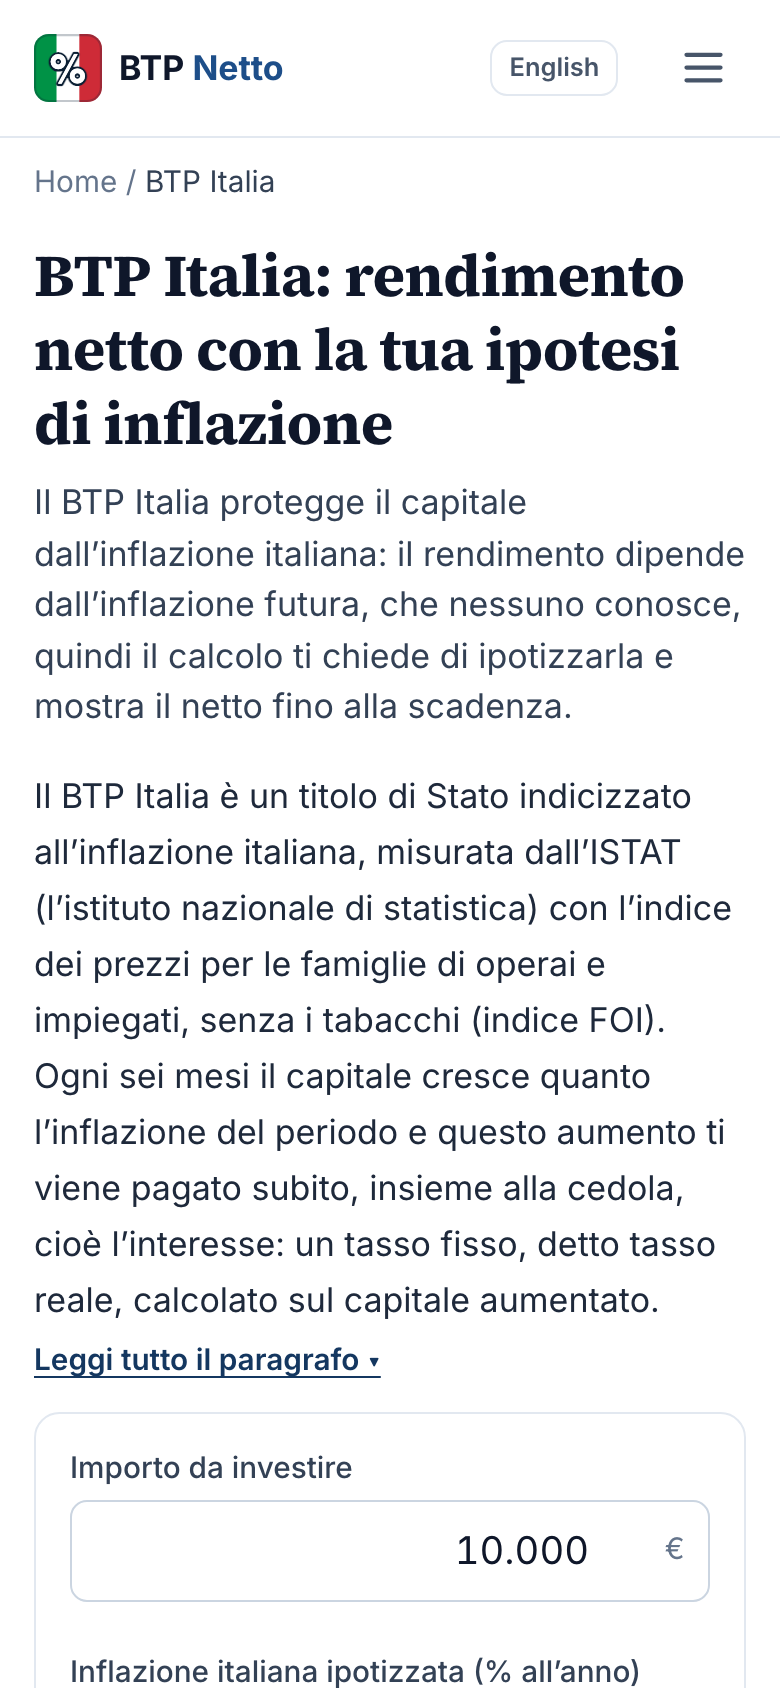 %
BTP Netto
English
Home / BTP Italia
BTP Italia: rendimento
netto con la tua ipotesi
di inflazione
Il BTP Italia protegge il capitale
dall’inflazione italiana: il rendimento dipende
dall’inflazione futura, che nessuno conosce,
quindi il calcolo ti chiede di ipotizzarla e
mostra il netto fino alla scadenza.
Il BTP Italia è un titolo di Stato indicizzato
all’inflazione italiana, misurata dall’ISTAT
(l’istituto nazionale di statistica) con l’indice
dei prezzi per le famiglie di operai e
impiegati, senza i tabacchi (indice FOI).
Ogni sei mesi il capitale cresce quanto
l’inflazione del periodo e questo aumento ti
viene pagato subito, insieme alla cedola,
cioè l’interesse: un tasso fisso, detto tasso
reale, calcolato sul capitale aumentato.
Leggi tutto il paragrafo ▾
Importo da investire
10.000 €
Inflazione italiana ipotizzata (% all’anno)